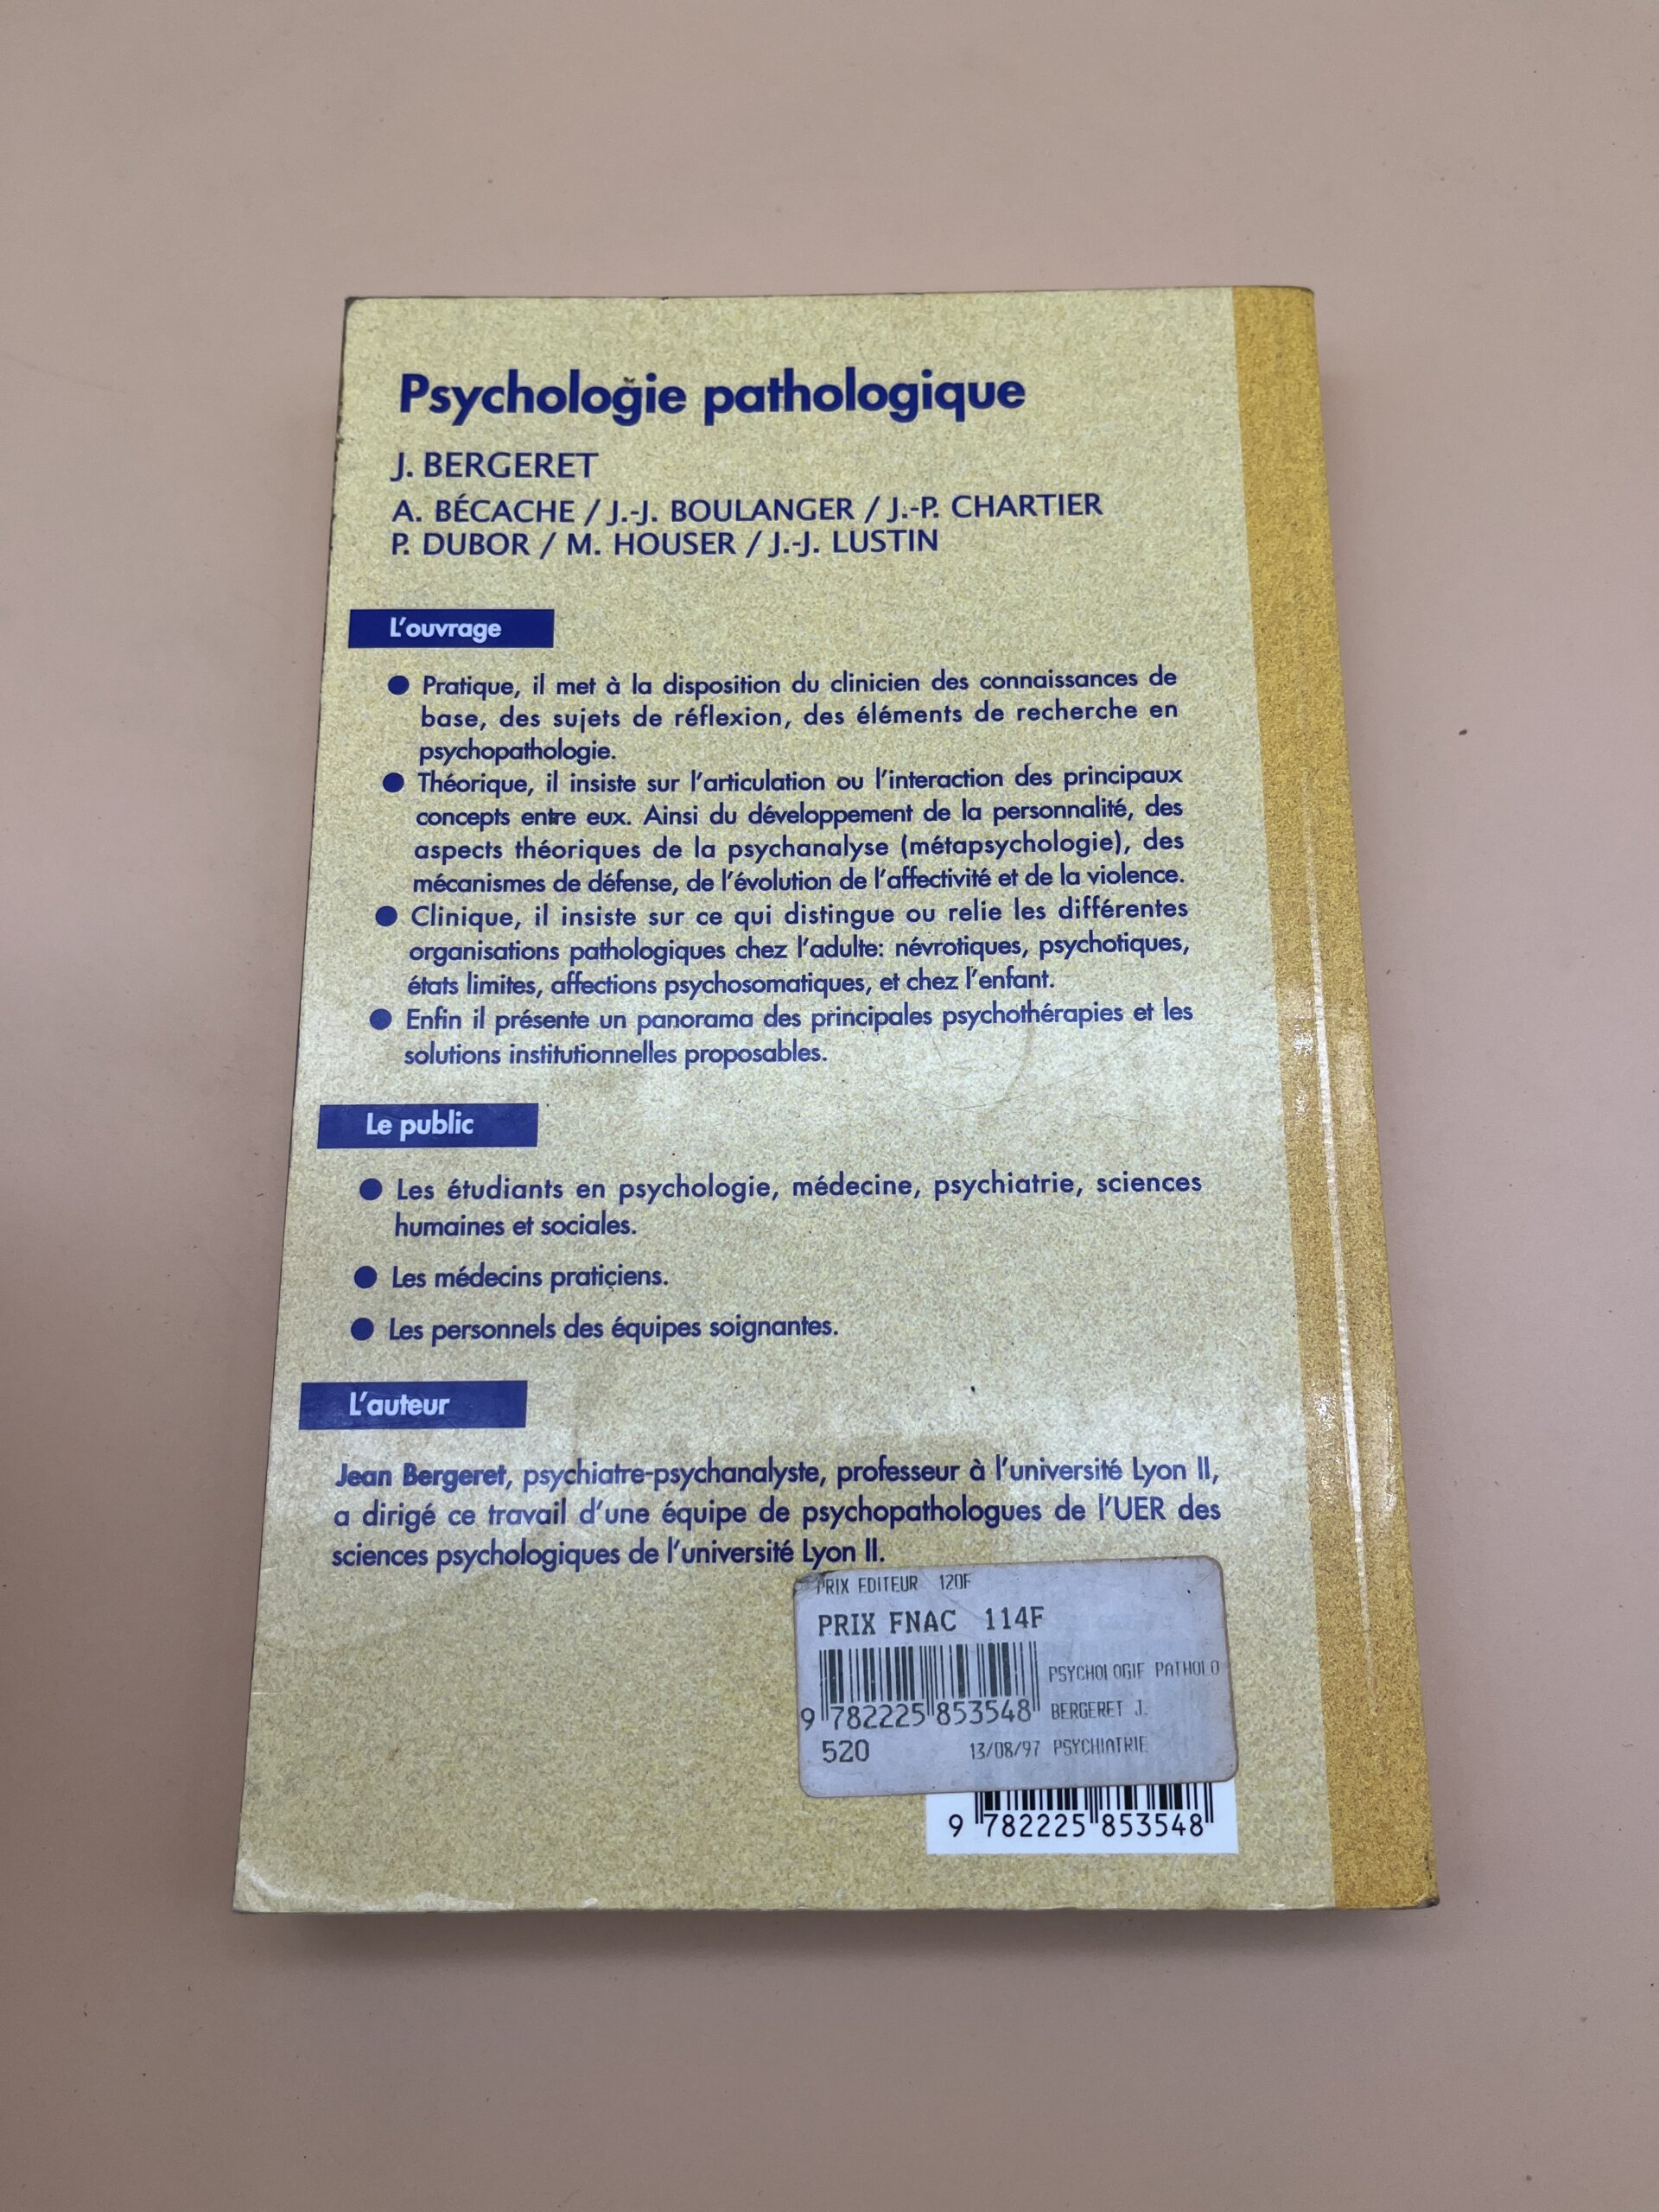 Psychologie pathologique
J. BERGERET
A. BÉCACHE / J.-J. BOULANGER / J.-P. CHARTIER
P. DUBOR / M. HOUSER / J.-J. LUSTIN
L'ouvrage
● Pratique, il met à la disposition du clinicien des connaissances de
base, des sujets de réflexion, des éléments de recherche en
psychopathologie.
● Théorique, il insiste sur l'articulation ou l'interaction des principaux
concepts entre eux. Ainsi du développement de la personnalité, des
aspects théoriques de la psychanalyse (métapsychologie), des
mécanismes de défense, de l'évolution de l'affectivité et de la violence.
● Clinique, il insiste sur ce qui distingue ou relie les différentes
organisations pathologiques chez l'adulte: névrotiques, psychotiques,
états limites, affections psychosomatiques, et chez l'enfant.
● Enfin il présente un panorama des principales psychothérapies et les
solutions institutionnelles proposables.
Le public
● Les étudiants en psychologie, médecine, psychiatrie, sciences
humaines et sociales.
● Les médecins praticiens.
● Les personnels des équipes soignantes.
L'auteur
Jean Bergeret, psychiatre-psychanalyste, professeur à l'université Lyon II,
a dirigé ce travail d'une équipe de psychopathologues de l'UER des
sciences psychologiques de l'université Lyon II.
PRIX EDITEUR 120F
PRIX FNAC 114F
PSYCHOLOGIE PATHOLO
9 782225 853548 BERGERET J.
520 13/08/97 PSYCHIATRIE
9 782225 853548